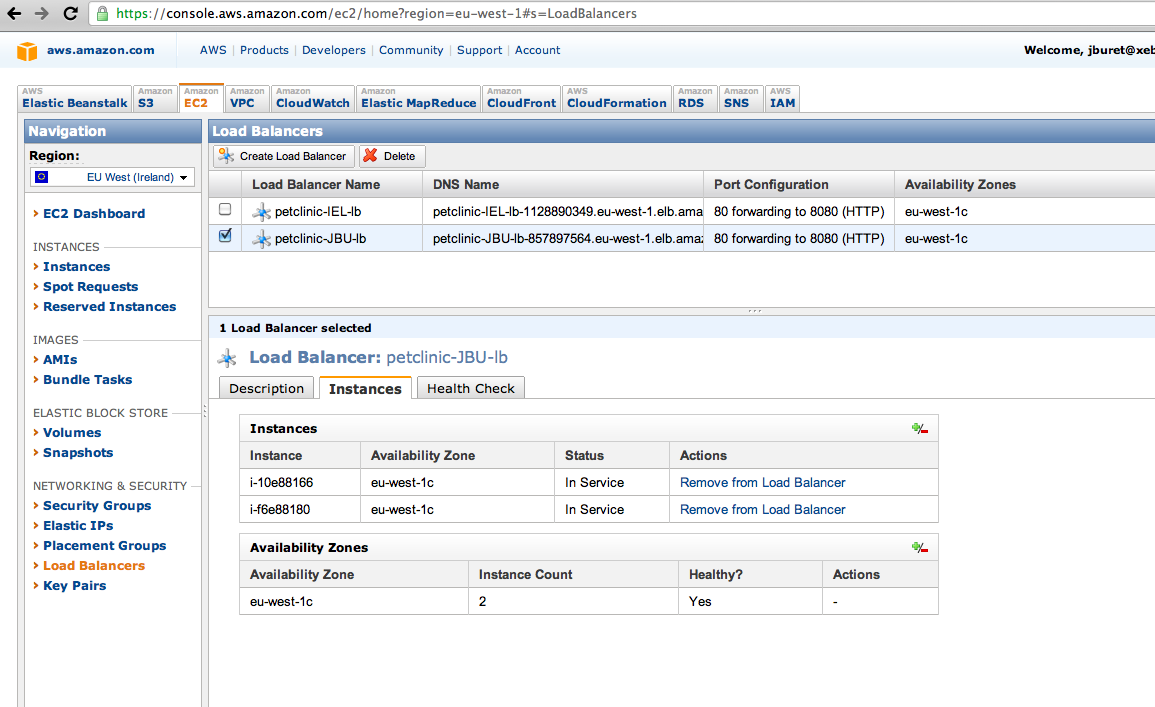 https://console.aws.amazon.com/ec2/home?region=eu-west-1#s=LoadBalancers
aws.amazon.com AWS | Products | Developers | Community | Support | Account Welcome, jburet@xeb
AWS Elastic Beanstalk Amazon S3 Amazon EC2 Amazon VPC Amazon CloudWatch Amazon Elastic MapReduce Amazon CloudFront AWS CloudFormation Amazon RDS Amazon SNS AWS IAM
Navigation
Region:
EU West (Ireland)
EC2 Dashboard
INSTANCES
Instances
Spot Requests
Reserved Instances
IMAGES
AMIs
Bundle Tasks
ELASTIC BLOCK STORE
Volumes
Snapshots
NETWORKING & SECURITY
Security Groups
Elastic IPs
Placement Groups
Load Balancers
Key Pairs
Load Balancers
Create Load Balancer Delete
Load Balancer Name DNS Name Port Configuration Availability Zones
petclinic-IEL-lb petclinic-IEL-lb-1128890349.eu-west-1.elb.ama 80 forwarding to 8080 (HTTP) eu-west-1c
petclinic-JBU-lb petclinic-JBU-lb-857897564.eu-west-1.elb.amaz 80 forwarding to 8080 (HTTP) eu-west-1c
1 Load Balancer selected
Load Balancer: petclinic-JBU-lb
Description Instances Health Check
Instances
Instance Availability Zone Status Actions
i-10e88166 eu-west-1c In Service Remove from Load Balancer
i-f6e88180 eu-west-1c In Service Remove from Load Balancer
Availability Zones
Availability Zone Instance Count Healthy? Actions
eu-west-1c 2 Yes -